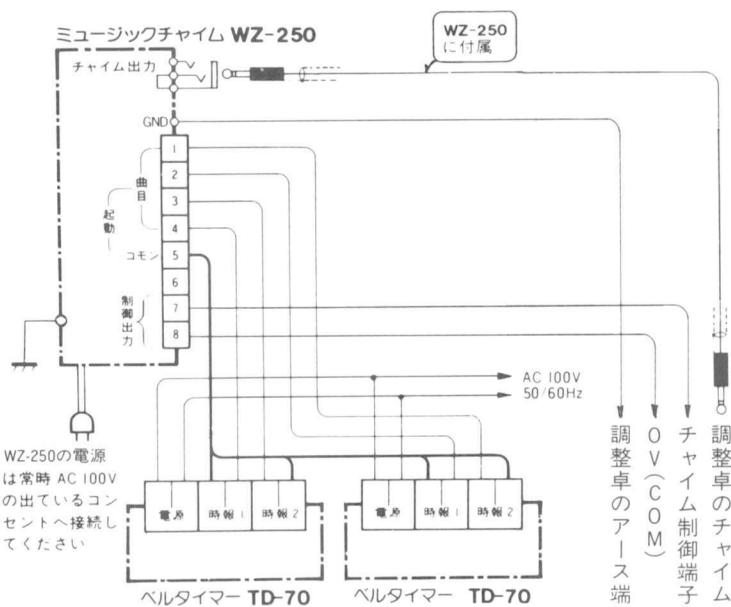 ミュージックチャイム WZ-250
チャイム出力
WZ-250
に付属
GND
1
2
3
4
5
6
7
8
曲目
起動
コモン
制御出力
AC 100V
50/60Hz
WZ-250の電源
は常時 AC 100V
の出ているコン
セントへ接続し
てください
電源
時報1
時報2
電源
時報1
時報2
ベルタイマー TD-70
ベルタイマー TD-70
調整卓のチャイム
チャイム制御端子
0V(COM)
調整卓のアース端